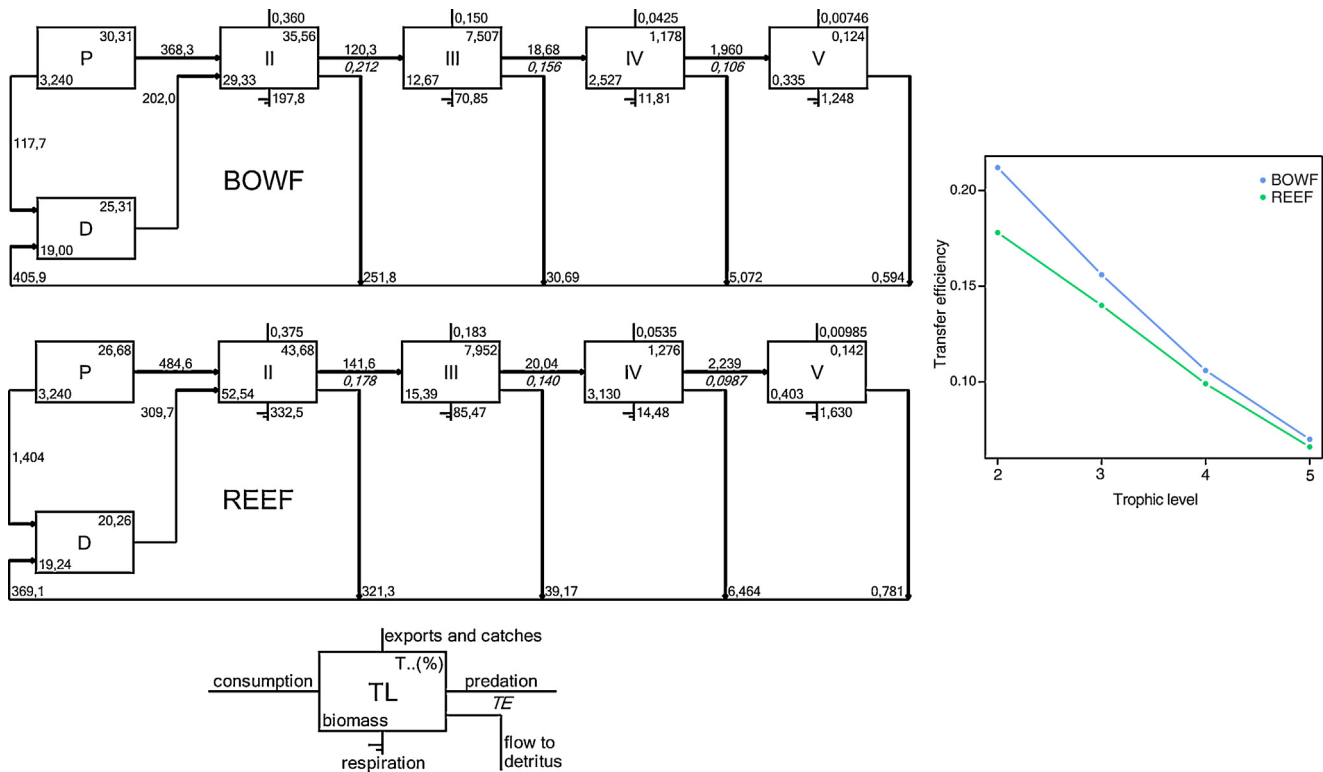 0,360 0,150 0,0425 0,00746
30,31 35,56 7,507 1,178 0,124
P 368,3 II 120,3 III 18,68 IV 1,960 V
0,212 0,156 0,106
3,240 29,33 12,67 2,527 0,335
202,0 197,8 70,85 11,81 1,248
117,7
BOWF
25,31
D
19,00
405,9 251,8 30,69 5,072 0,594
0,375 0,183 0,0535 0,00985
26,68 43,68 7,952 1,276 0,142
P 484,6 II 141,6 III 20,04 IV 2,239 V
0,178 0,140 0,0987
3,240 52,54 15,39 3,130 0,403
309,7 332,5 85,47 14,48 1,630
1,404
REEF
20,26
D
19,24
369,1 321,3 39,17 6,464 0,781
exports and catches
T..(%)
consumption TL predation
TE
biomass
flow to
detritus
respiration
BOWF
REEF
0.20
0.15
0.10
Transfer efficiency
2 3 4 5
Trophic level